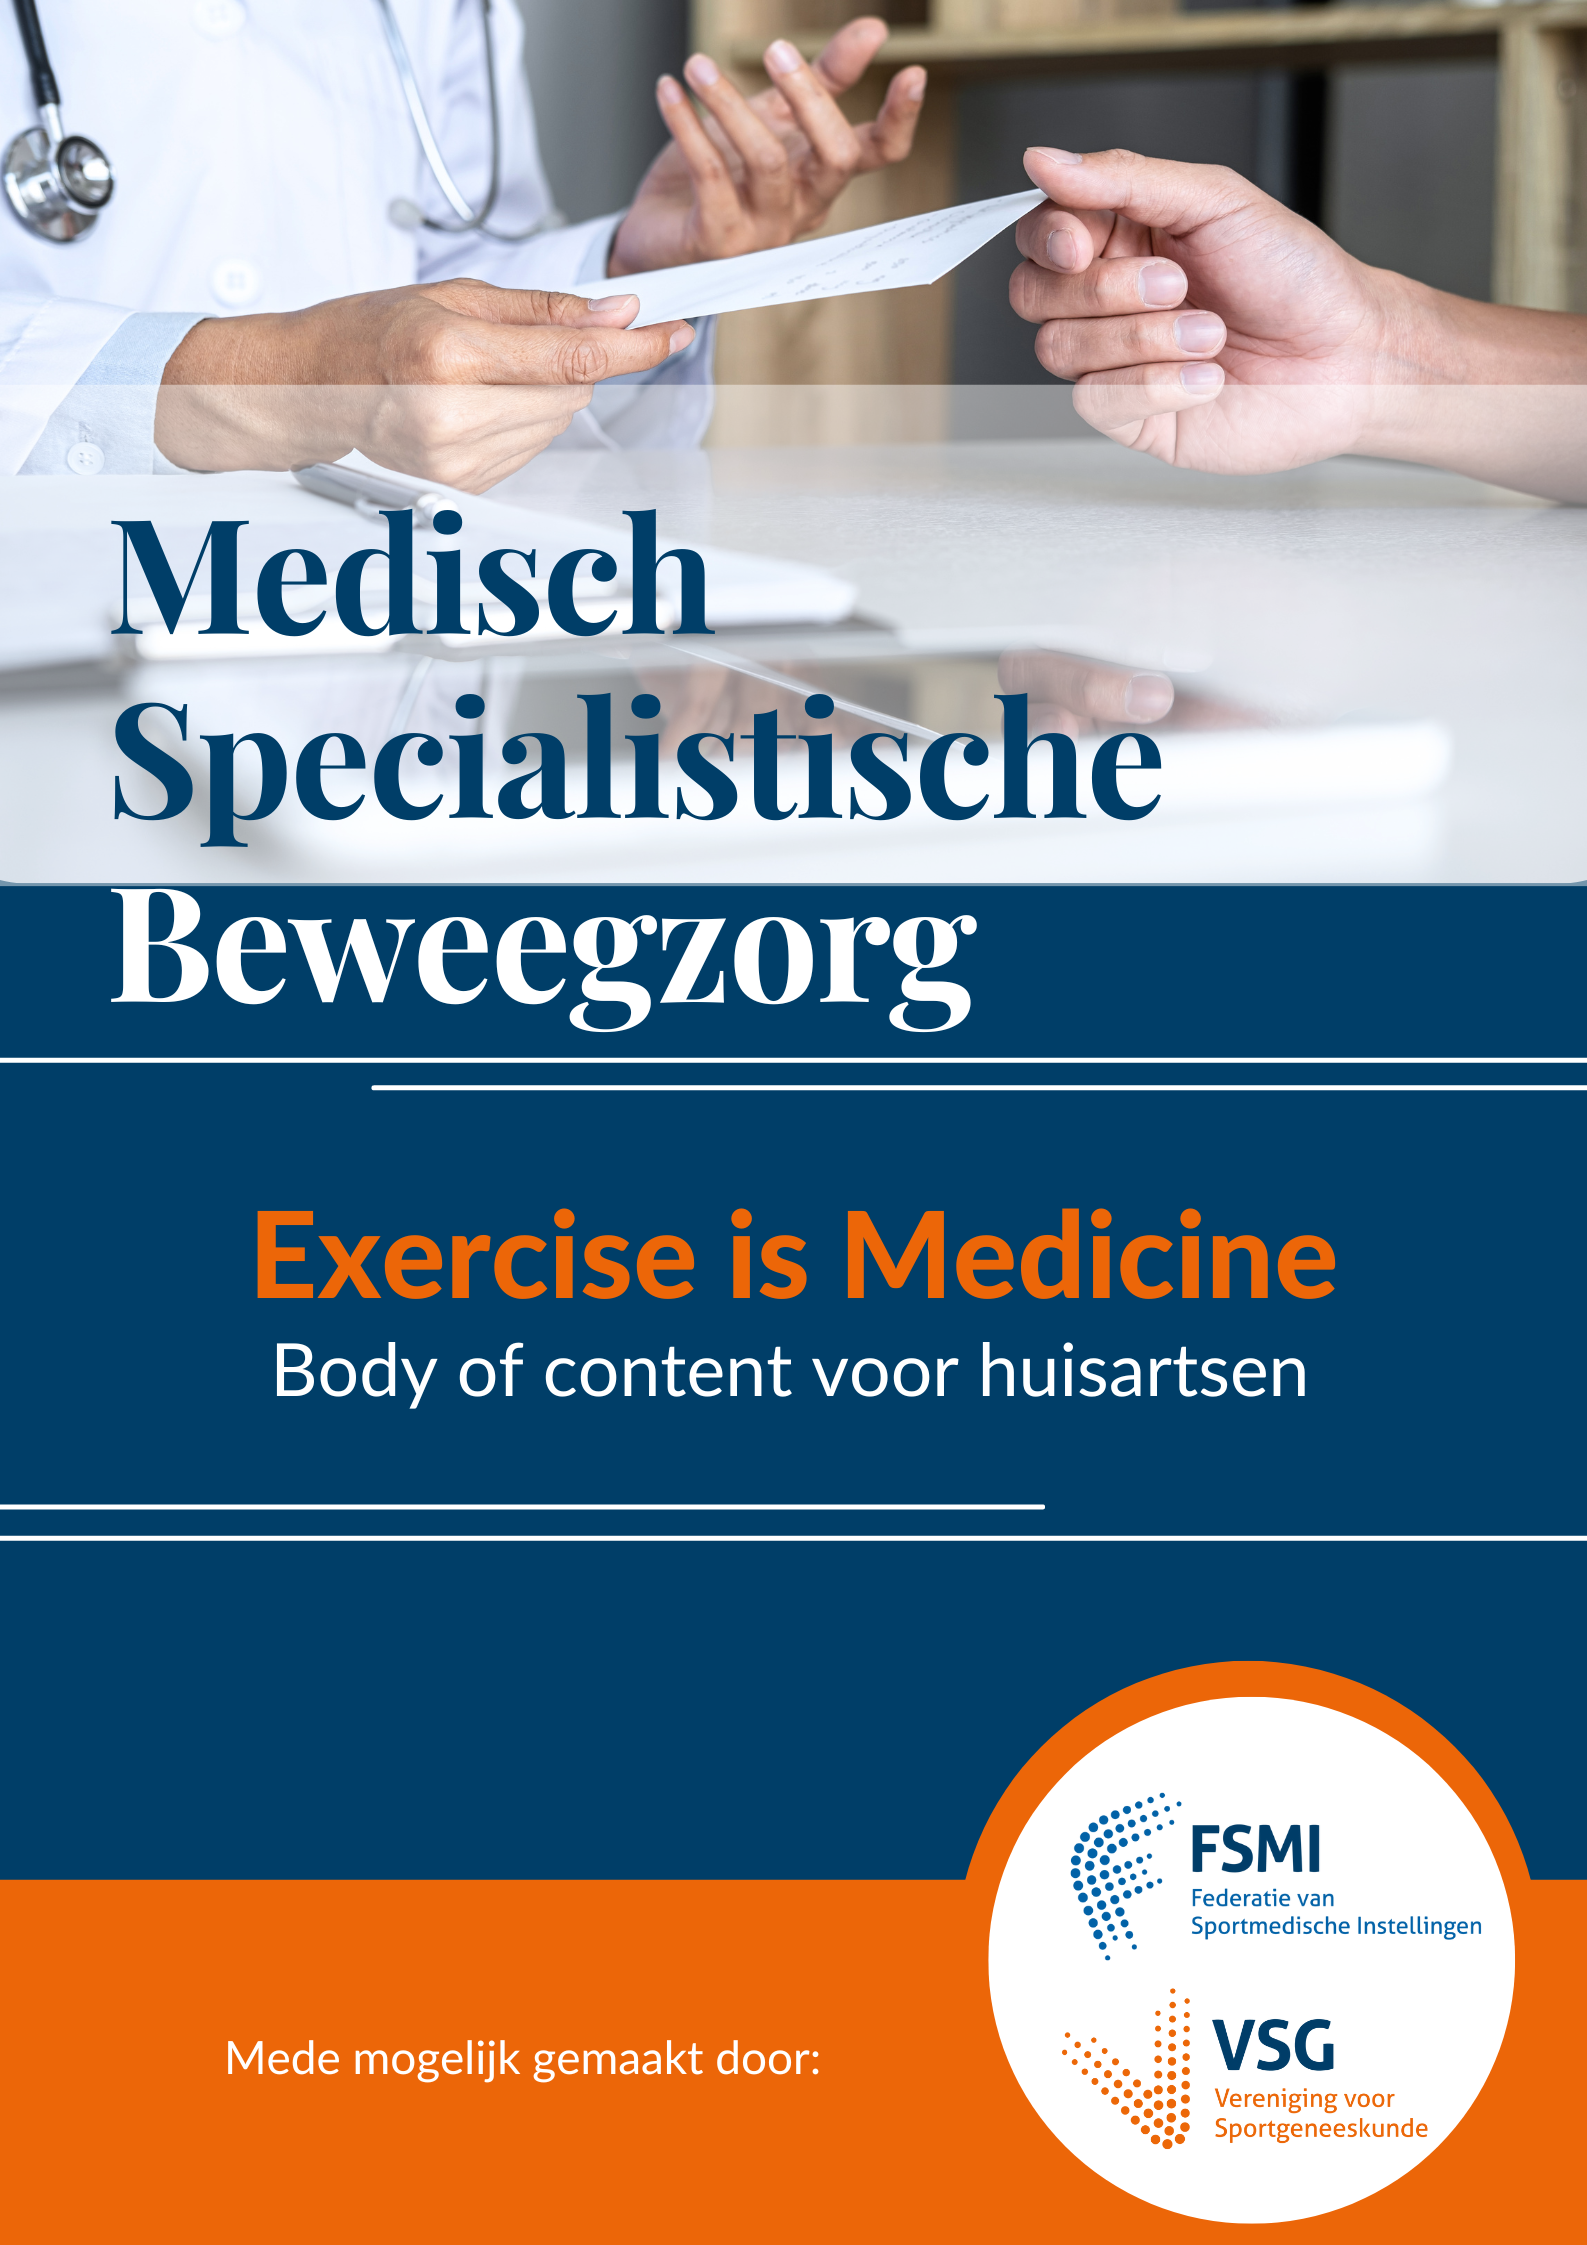 Medisch
Specialistische
Beweegzorg
Exercise is Medicine
Body of content voor huisartsen
FSMI
Federatie van
Sportmedische Instellingen
Mede mogelijk gemaakt door:
VSG
Vereniging voor
Sportgeneeskunde